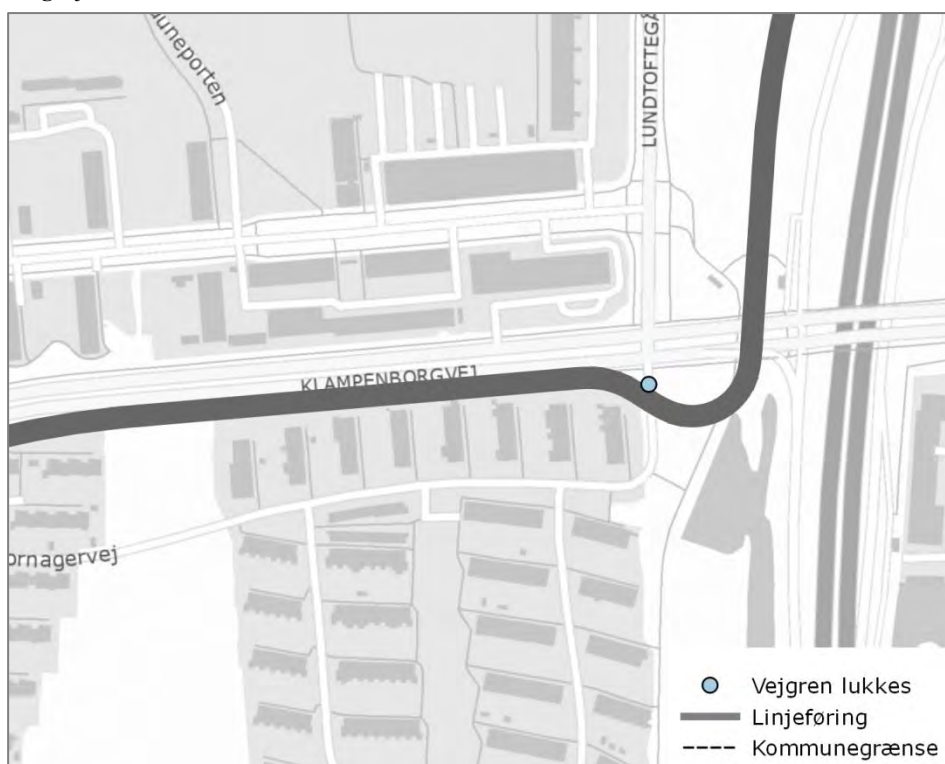 uneporten
LUNDTOFTEGÅ
KLAMPENBORGVEJ
ornagervej
Vejgren lukkes
Linjeføring
Kommunegrænse